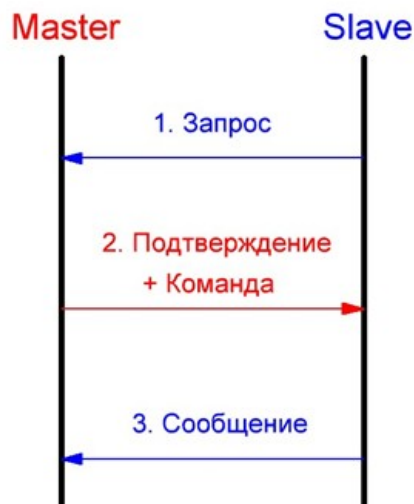 Master Slave
1. Запрос
2. Подтверждение
+ Команда
3. Сообщение